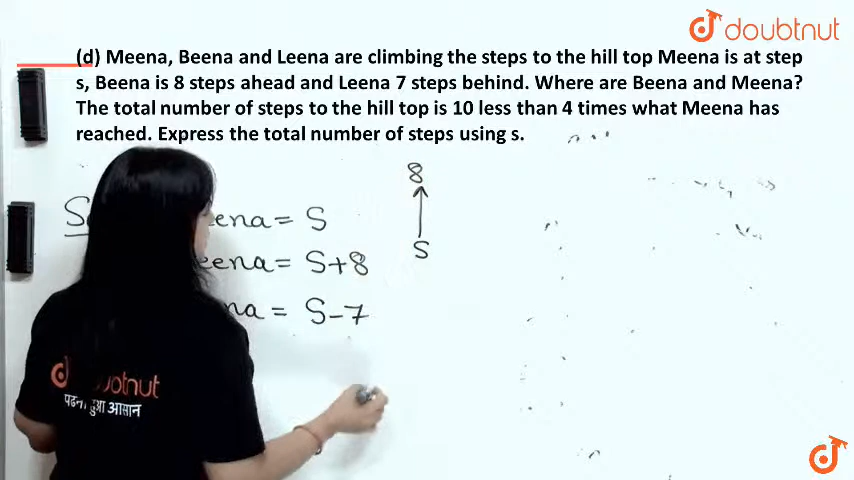 doubtnut
(d) Meena, Beena and Leena are climbing the steps to the hill top Meena is at step
s, Beena is 8 steps ahead and Leena 7 steps behind. Where are Beena and Meena?
The total number of steps to the hill top is 10 less than 4 times what Meena has
reached. Express the total number of steps using s.
8
= S
= S+8
= S-7
S
doubtnut
पढना हुआ आसान